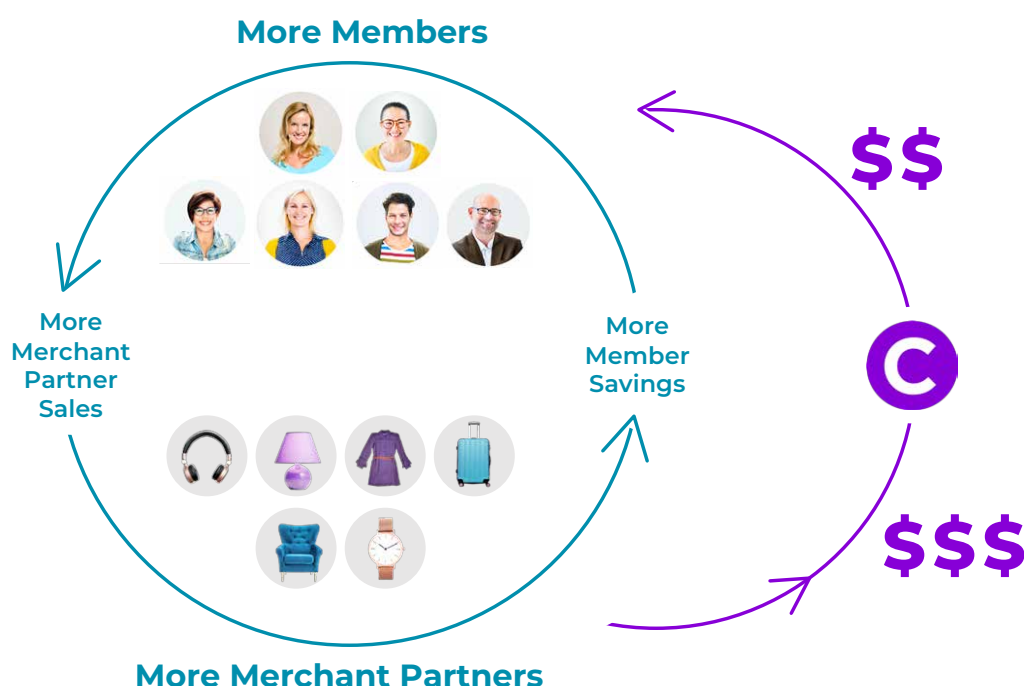 More Members
$$
More
Merchant
Partner
Sales
More
Member
Savings
C
$$$
More Merchant Partners